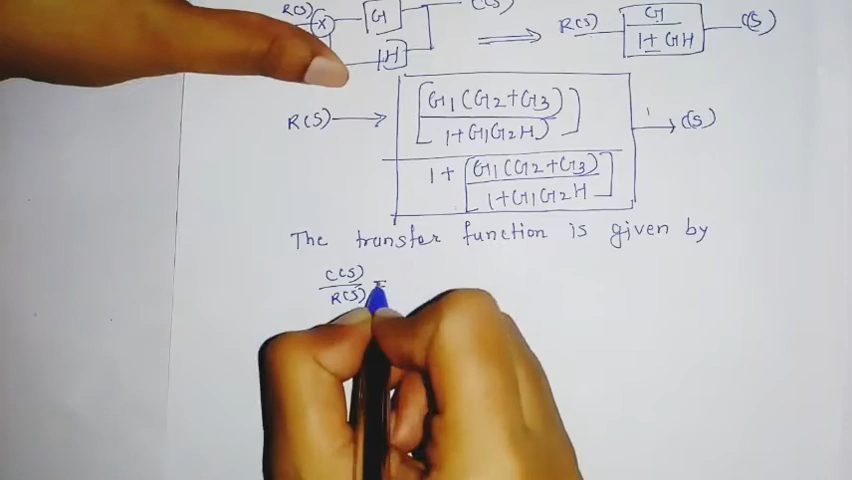 R(S) X G C(S) ⟹ R(S) G/(1+GH) C(S)
H
R(S) → [G1(G2+G3)/(1+G1G2H)] / (1+[G1(G2+G3)/(1+G1G2H)]) → C(S)
The transfer function is given by
C(S)/R(S) =